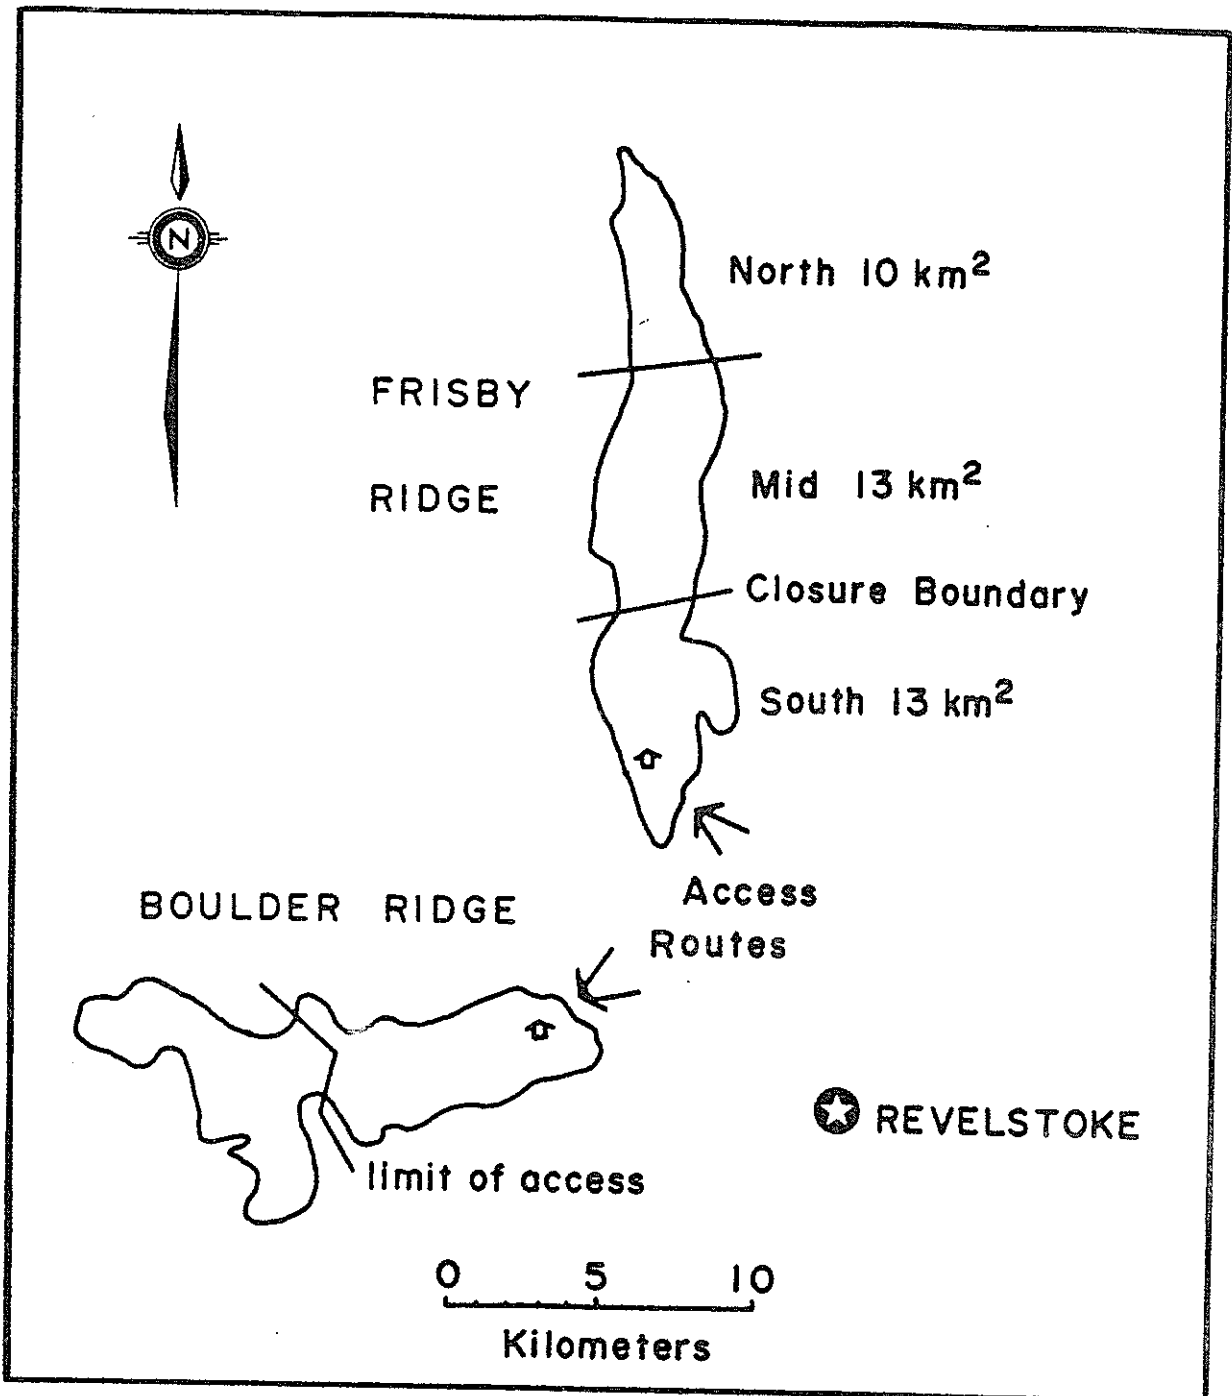 N
North 10 km²
FRISBY
RIDGE
Mid 13 km²
Closure Boundary
South 13 km²
Access
Routes
BOULDER RIDGE
REVELSTOKE
limit of access
0 5 10
Kilometers